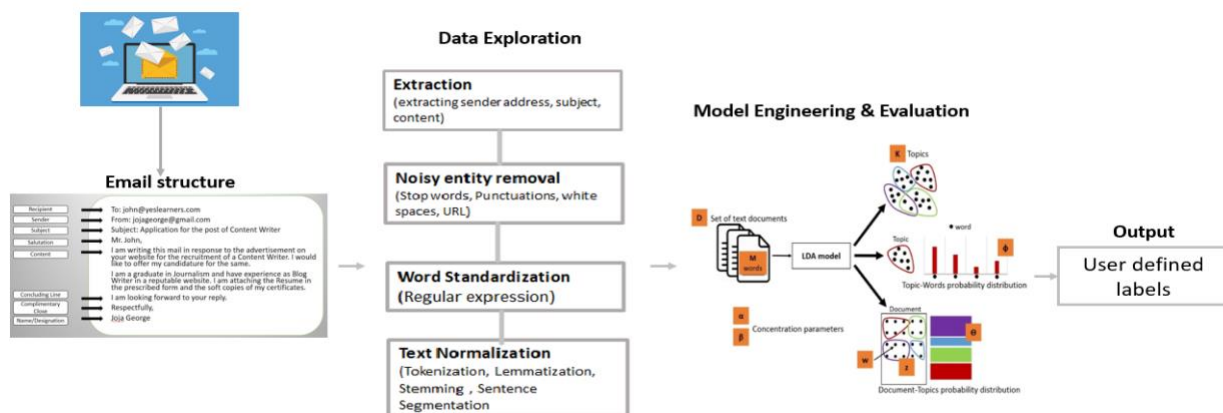 Email structure
Recipient
Sender
Subject
Salutation
Content
Concluding Line
Complimentary
Close
Name/Designation
To: john@yeslearners.com
From: jojageorge@gmail.com
Subject: Application for the post of Content Writer
Mr. John,
I am writing this mail in response to the advertisement on
your website for the recruitment of a Content Writer. I would
like to offer my candidature for the same.
I am a graduate in Journalism and have experience as Blog
Writer in a reputable website. I am attaching the Resume in
the prescribed form and the soft copies of my certificates.
I am looking forward to your reply.
Respectfully,
Joja George
Data Exploration
Extraction
(extracting sender address, subject,
content)
Noisy entity removal
(Stop words, Punctuations, white
spaces, URL)
Word Standardization
(Regular expression)
Text Normalization
(Tokenization, Lemmatization,
Stemming , Sentence
Segmentation
Model Engineering & Evaluation
D
Set of text documents
M
words
LDA model
α
β
Concentration parameters
K
Topics
Topic
word
ϕ
Topic-Words probability distribution
Document
w
z
Θ
Document-Topics probability distribution
Output
User defined
labels